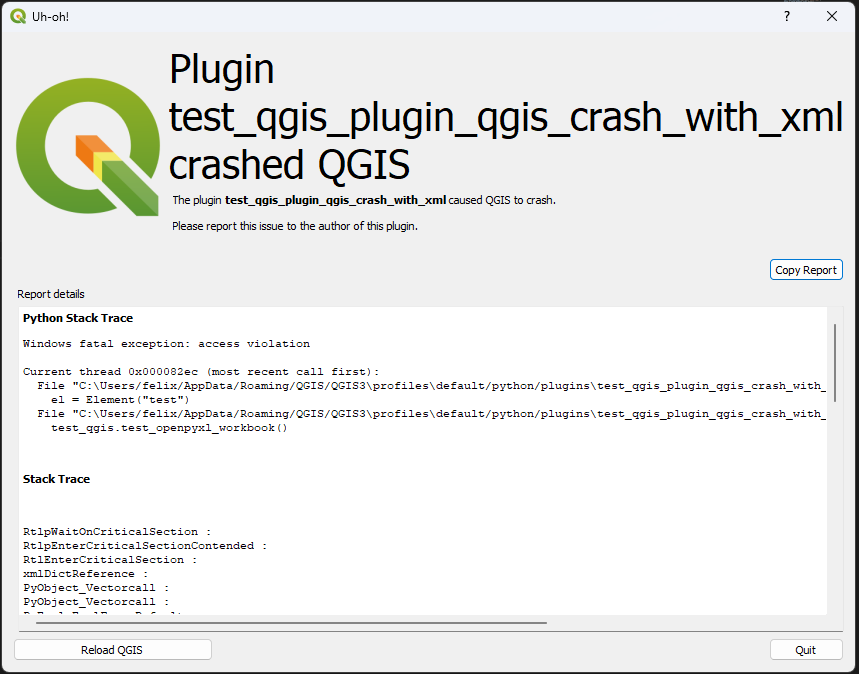 Uh-oh!
?
Plugin
test_qgis_plugin_qgis_crash_with_xml
crashed QGIS
The plugin test_qgis_plugin_qgis_crash_with_xml caused QGIS to crash.
Please report this issue to the author of this plugin.
Copy Report
Report details
Python Stack Trace
Windows fatal exception: access violation
Current thread 0x000082ec (most recent call first):
File "C:\Users/felix/AppData/Roaming/QGIS/QGIS3\profiles\default/python/plugins\test_qgis_plugin_qgis_crash_with_
el = Element("test")
File "C:\Users/felix/AppData/Roaming/QGIS/QGIS3\profiles\default/python/plugins\test_qgis_plugin_qgis_crash_with_
test_qgis.test_openpyxl_workbook()
Stack Trace
RtlpWaitOnCriticalSection :
RtlpEnterCriticalSectionContended :
RtlEnterCriticalSection :
xmlDictReference :
PyObject_Vectorcall :
PyObject_Vectorcall :
Reload QGIS
Quit